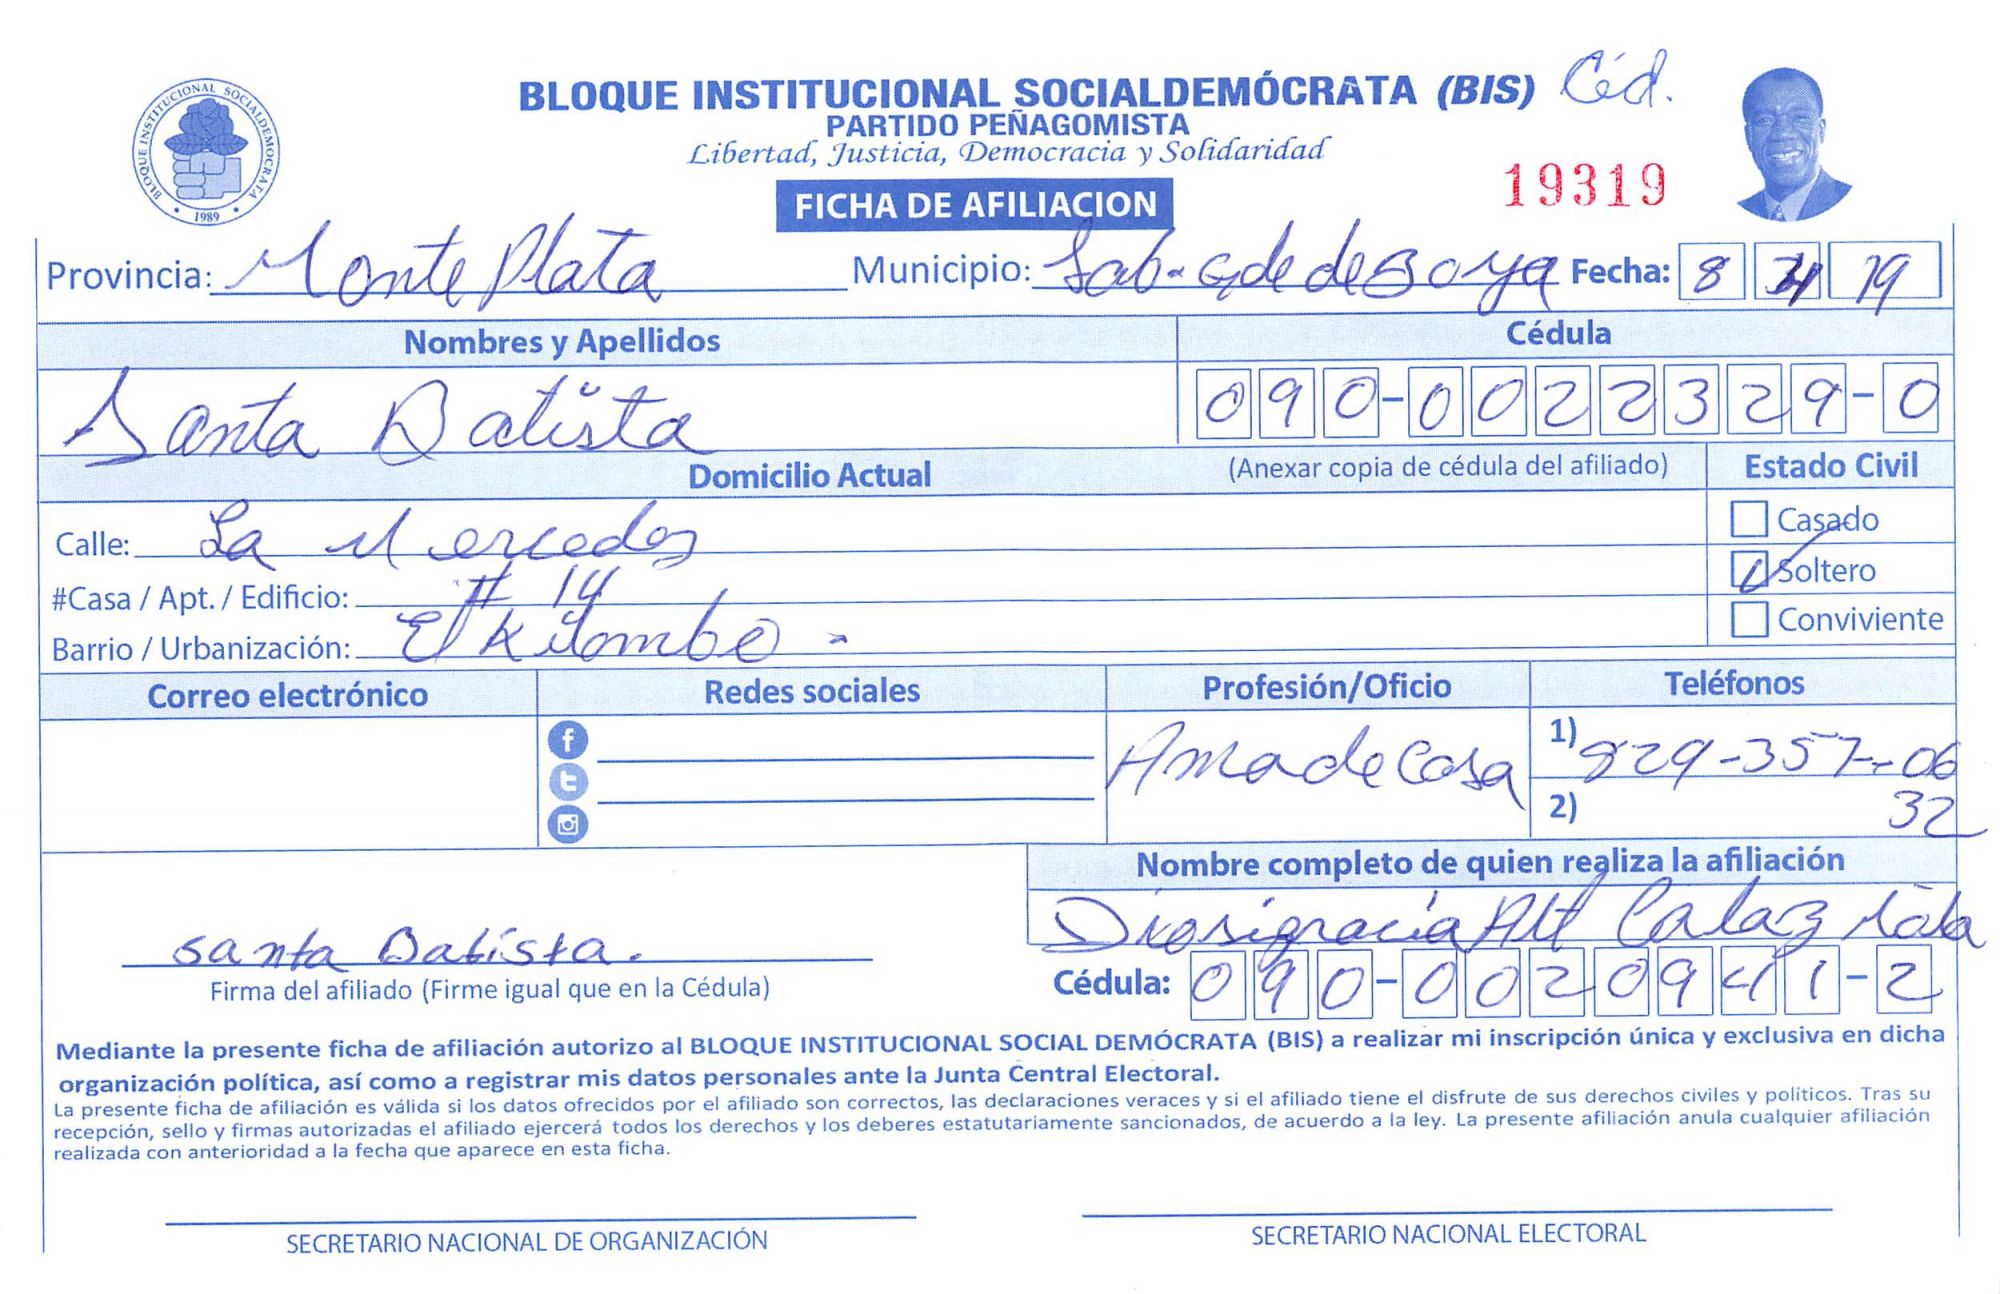 BLOQUE INSTITUCIONAL SOCIALDEMÓCRATA (BIS) Céd.
PARTIDO PEÑAGOMISTA
Libertad, Justicia, Democracia y Solidaridad
BLOQUE INSTITUCIONAL SOCIALDEMOCRATA
1989
19319
FICHA DE AFILIACION
Provincia: Monte Plata Municipio: Sab. Gde de Boya Fecha: 8 19
Nombres y Apellidos Cédula
Santa Batista 090-0022329-0
Domicilio Actual (Anexar copia de cédula del afiliado) Estado Civil
Calle: La Mercedes Casado
#Casa / Apt. / Edificio: # 14 Soltero
Barrio / Urbanización: El Kilombo - Conviviente
Correo electrónico Redes sociales Profesión/Oficio Teléfonos
Ama de Casa 1) 829-357-06
2) 32
Nombre completo de quien realiza la afiliación
Diosigracia Alt
Santa Batista.
Firma del afiliado (Firme igual que en la Cédula) Cédula: 090-0020941-2
Mediante la presente ficha de afiliación autorizo al BLOQUE INSTITUCIONAL SOCIAL DEMÓCRATA (BIS) a realizar mi inscripción única y exclusiva en dicha
organización política, así como a registrar mis datos personales ante la Junta Central Electoral.
La presente ficha de afiliación es válida si los datos ofrecidos por el afiliado son correctos, las declaraciones veraces y si el afiliado tiene el disfrute de sus derechos civiles y políticos. Tras su
recepción, sello y firmas autorizadas el afiliado ejercerá todos los derechos y los deberes estatutariamente sancionados, de acuerdo a la ley. La presente afiliación anula cualquier afiliación
realizada con anterioridad a la fecha que aparece en esta ficha.
SECRETARIO NACIONAL DE ORGANIZACIÓN SECRETARIO NACIONAL ELECTORAL